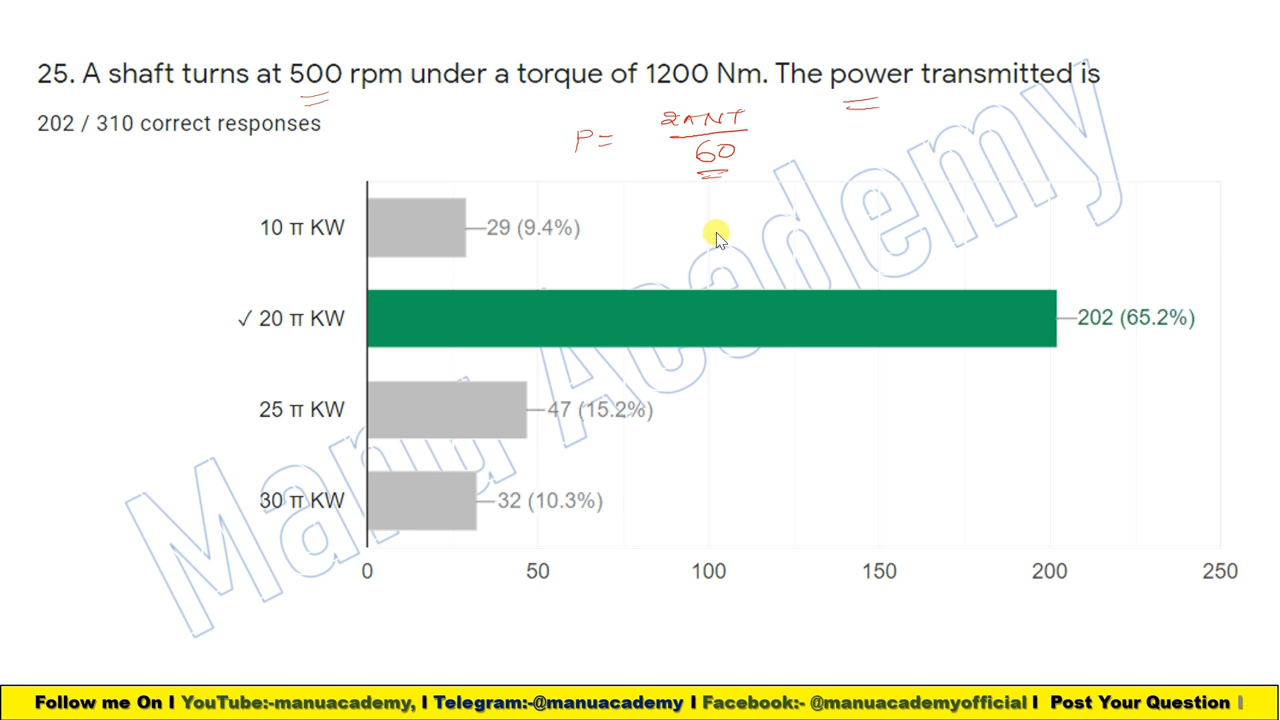 25. A shaft turns at 500 rpm under a torque of 1200 Nm. The power transmitted is
202 / 310 correct responses
P = 2πNT
60
10 π KW 29 (9.4%)
✓ 20 π KW 202 (65.2%)
25 π KW 47 (15.2%)
30 π KW 32 (10.3%)
0 50 100 150 200 250
Manu Academy
Follow me On I YouTube:-manuacademy, I Telegram:-@manuacademy I Facebook:- @manuacademyofficial I Post Your Question I